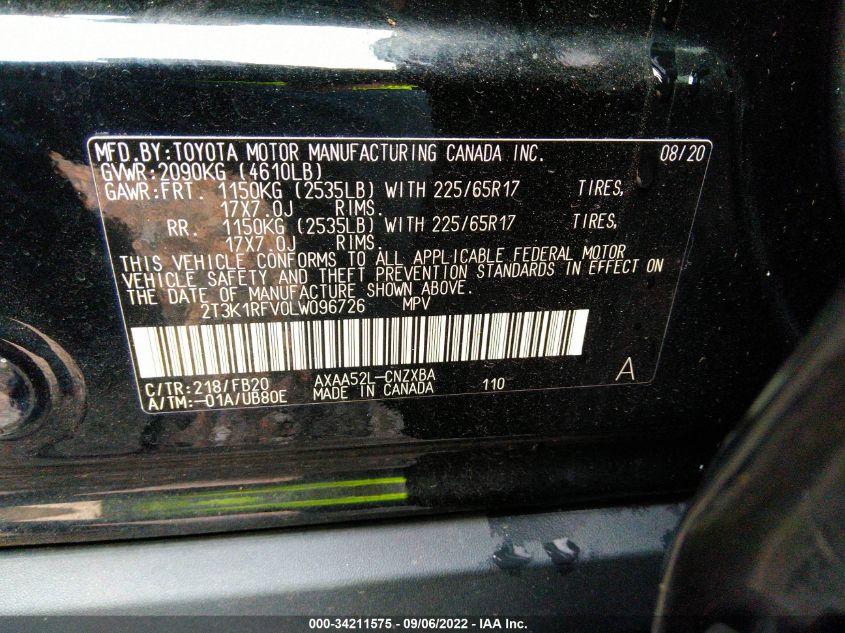 MFD.BY:TOYOTA MOTOR MANUFACTURING CANADA INC. 08/20
GVWR:2090KG (4610LB)
GAWR:FRT. 1150KG (2535LB) WITH 225/65R17 TIRES,
17X7.0J RIMS.
RR. 1150KG (2535LB) WITH 225/65R17 TIRES,
17X7.0J RIMS.
THIS VEHICLE CONFORMS TO ALL APPLICABLE FEDERAL MOTOR
VEHICLE SAFETY AND THEFT PREVENTION STANDARDS IN EFFECT ON
THE DATE OF MANUFACTURE SHOWN ABOVE.
2T3K1RFV0LW096726 MPV
C/TR:218/FB20 AXAA52L-CNZXBA
A/TM:-01A/UB80E MADE IN CANADA 110 A
000-34211575 - 09/06/2022 - IAA Inc.